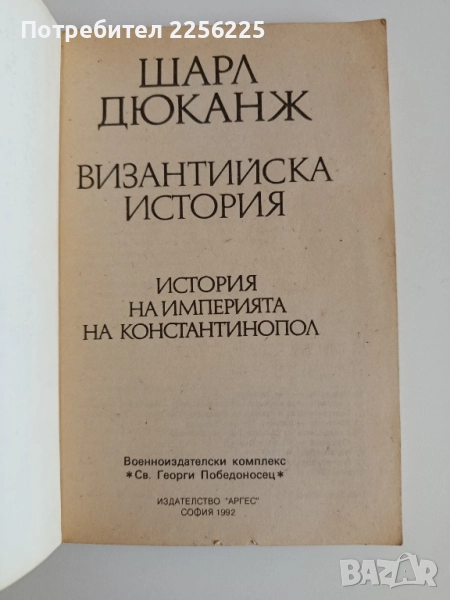 Потребител 2256225
ШАРЛ
ДЮКАНЖ
ВИЗАНТИЙСКА
ИСТОРИЯ
ИСТОРИЯ
НА ИМПЕРИЯТА
НА КОНСТАНТИНОПОЛ
Военноиздателски комплекс
*Св. Георги Победоносец*
ИЗДАТЕЛСТВО "АРГЕС"
СОФИЯ 1992
BAZAR